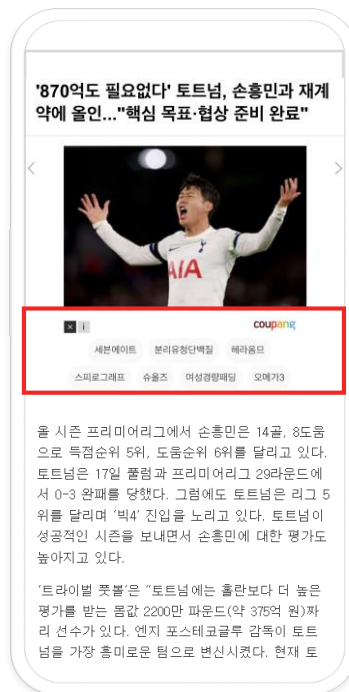 '870억도 필요없다' 토트넘, 손흥민과 재계
약에 올인..."핵심 목표·협상 준비 완료"
AIA
× i
coupang
세븐에이트 분리유청단백질 헤라옴므
스피로그래프 슈올즈 여성경량패딩 오메가3
올 시즌 프리미어리그에서 손흥민은 14골, 8도움
으로 득점순위 5위, 도움순위 6위를 달리고 있다.
토트넘은 17일 풀럼과 프리미어리그 29라운드에
서 0-3 완패를 당했다. 그럼에도 토트넘은 리그 5
위를 달리며 '빅4' 진입을 노리고 있다. 토트넘이
성공적인 시즌을 보내면서 손흥민에 대한 평가도
높아지고 있다.
'트라이벌 풋볼'은 "토트넘에는 홀란보다 더 높은
평가를 받는 몸값 2200만 파운드(약 375억 원)짜
리 선수가 있다. 엔지 포스테코글루 감독이 토트
넘을 가장 흥미로운 팀으로 변신시켰다. 현재 토